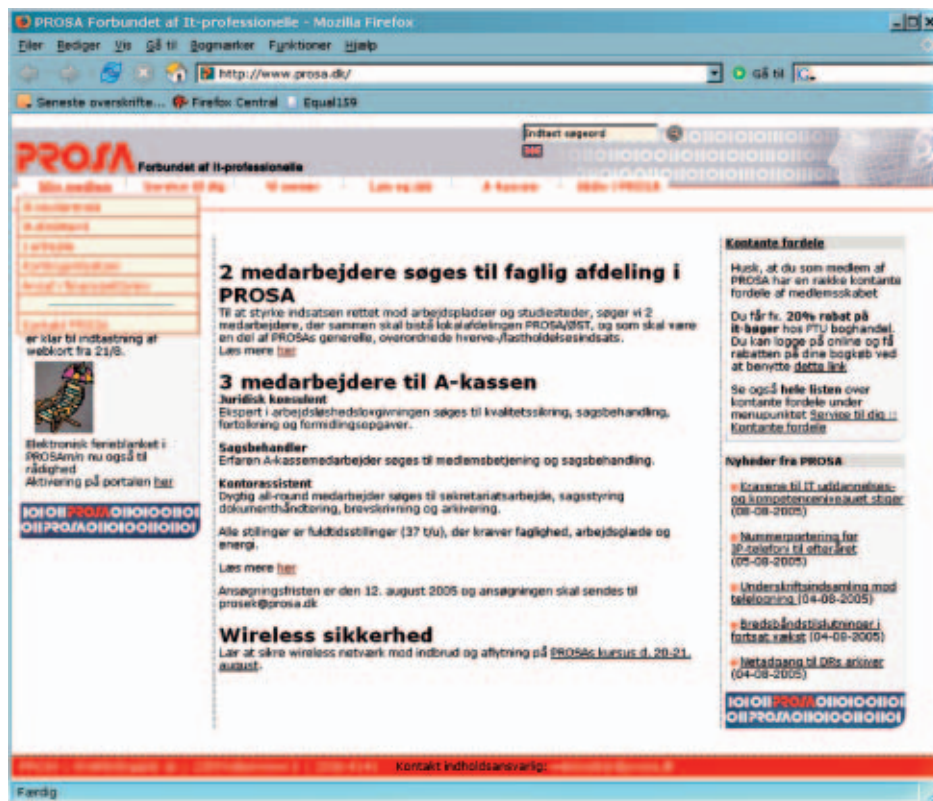 PROSA Forbundet af It-professionelle - Mozilla Firefox
Filer Rediger Vis Gå til Bogmærker Funktioner Hjælp
http://www.prosa.dk/ Gå til
Seneste overskrifte... Firefox Central Equal159
Indtast søgeord
PROSA Forbundet af It-professionelle
Kontakt PROSA
er klar til indtastning af
webkort fra 21/8.
Elektronisk ferieblanket i
PROSAmin nu også til
rådighed
Aktivering på portalen her
2 medarbejdere søges til faglig afdeling i
PROSA
Til at styrke indsatsen rettet mod arbejdspladser og studiesteder, søger vi 2
medarbejdere, der sammen skal bistå lokalafdelingen PROSA/ØST, og som skal være
en del af PROSAs generelle, overordnede hverve-/fastholdelsesindsats.
Læs mere her
3 medarbejdere til A-kassen
Juridisk konsulent
Ekspert i arbejdsløshedslovgivningen søges til kvalitetssikring, sagsbehandling,
fortolkning og formidlingsopgaver.
Sagsbehandler
Erfaren A-kassemedarbejder søges til medlemsbetjening og sagsbehandling.
Kontorassistent
Dygtig all-round medarbejder søges til sekretariatsarbejde, sagsstyring
dokumenthåndtering, brevskrivning og arkivering.
Alle stillinger er fuldtidsstillinger (37 t/u), der kræver faglighed, arbejdsglæde og
energi.
Læs mere her
Ansøgningsfristen er den 12. august 2005 og ansøgningen skal sendes til
prosek@prosa.dk
Wireless sikkerhed
Lær at sikre wireless netværk mod indbrud og aflytning på PROSAs kursus d. 20-21.
august.
Kontante fordele
Husk, at du som medlem af
PROSA har en række kontante
fordele af medlemsskabet
Du får fx. 20% rabat på
it-bøger hos FTU boghandel.
Du kan logge på online og få
rabatten på dine bogkøb ved
at benytte dette link
Se også hele listen over
kontante fordele under
menupunktet Service til dig ::
Kontante fordele
Nyheder fra PROSA
Kravene til IT uddannelses-
og kompetenceniveauet stiger
(08-08-2005)
Nummerportering for
IP-telefoni til efteråret
(05-08-2005)
Underskriftsindsamling mod
telelogning (04-08-2005)
Bredsbåndstilslutninger i
fortsat vækst (04-08-2005)
Netadgang til DRs arkiver
(04-08-2005)
Kontakt indholdsansvarlig:
Færdig